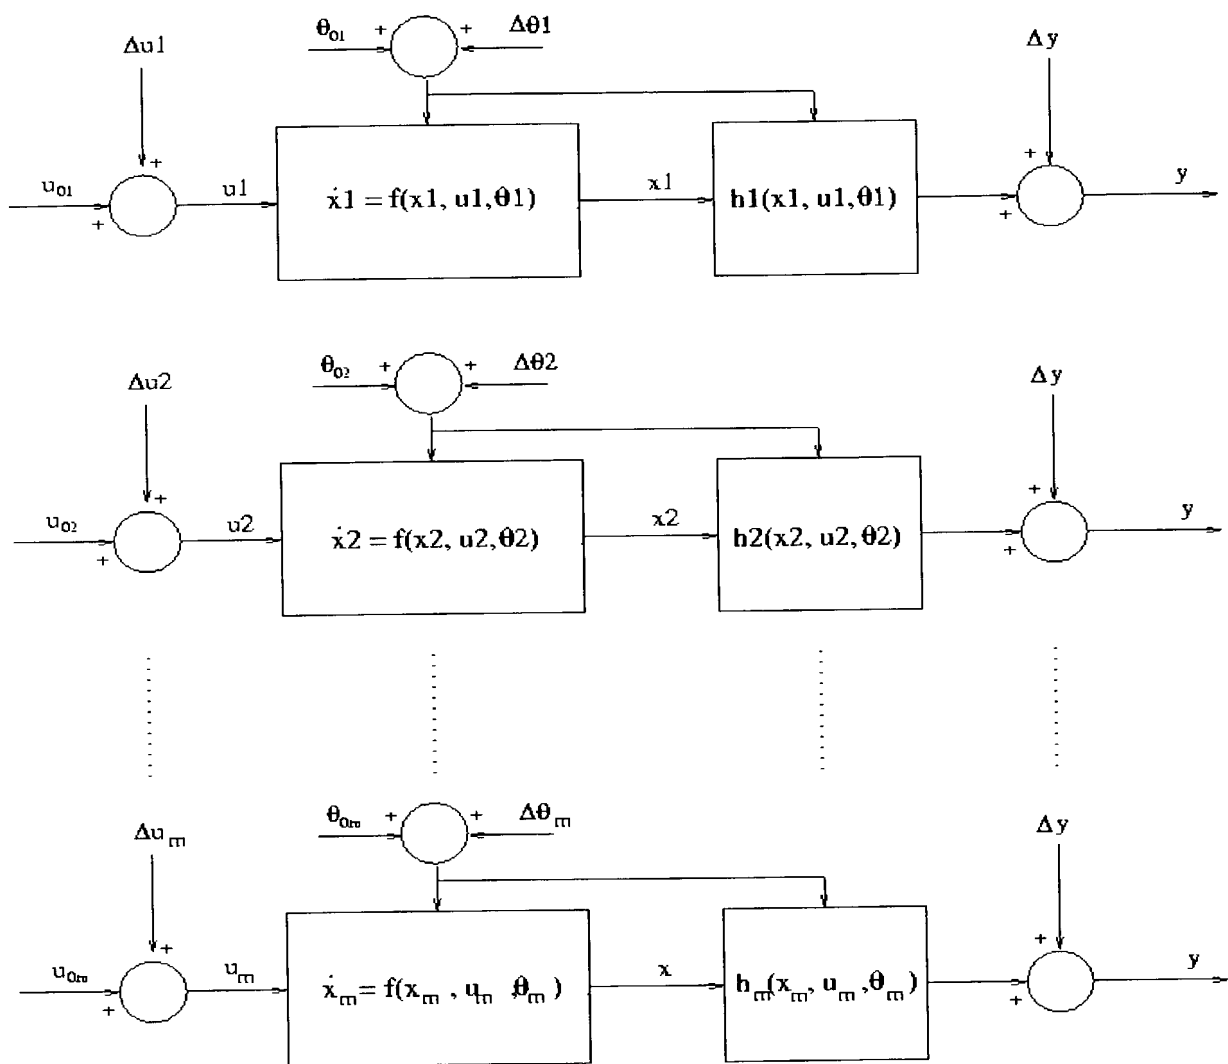 θ₀₁ + + Δθ1
Δu1
Δy
u₀₁ + + u1
ẋ1 = f(x1, u1,θ1)
x1
h1(x1, u1,θ1)
+ + y
θ₀₂ + + Δθ2
Δu2
Δy
u₀₂ + + u2
ẋ2 = f(x2, u2,θ2)
x2
h2(x2, u2,θ2)
+ + y
θ₀ₘ + + Δθₘ
Δuₘ
Δy
u₀ₘ + + uₘ
ẋₘ= f(xₘ , uₘ θₘ)
x
hₘ(xₘ, uₘ,θₘ)
+ + y